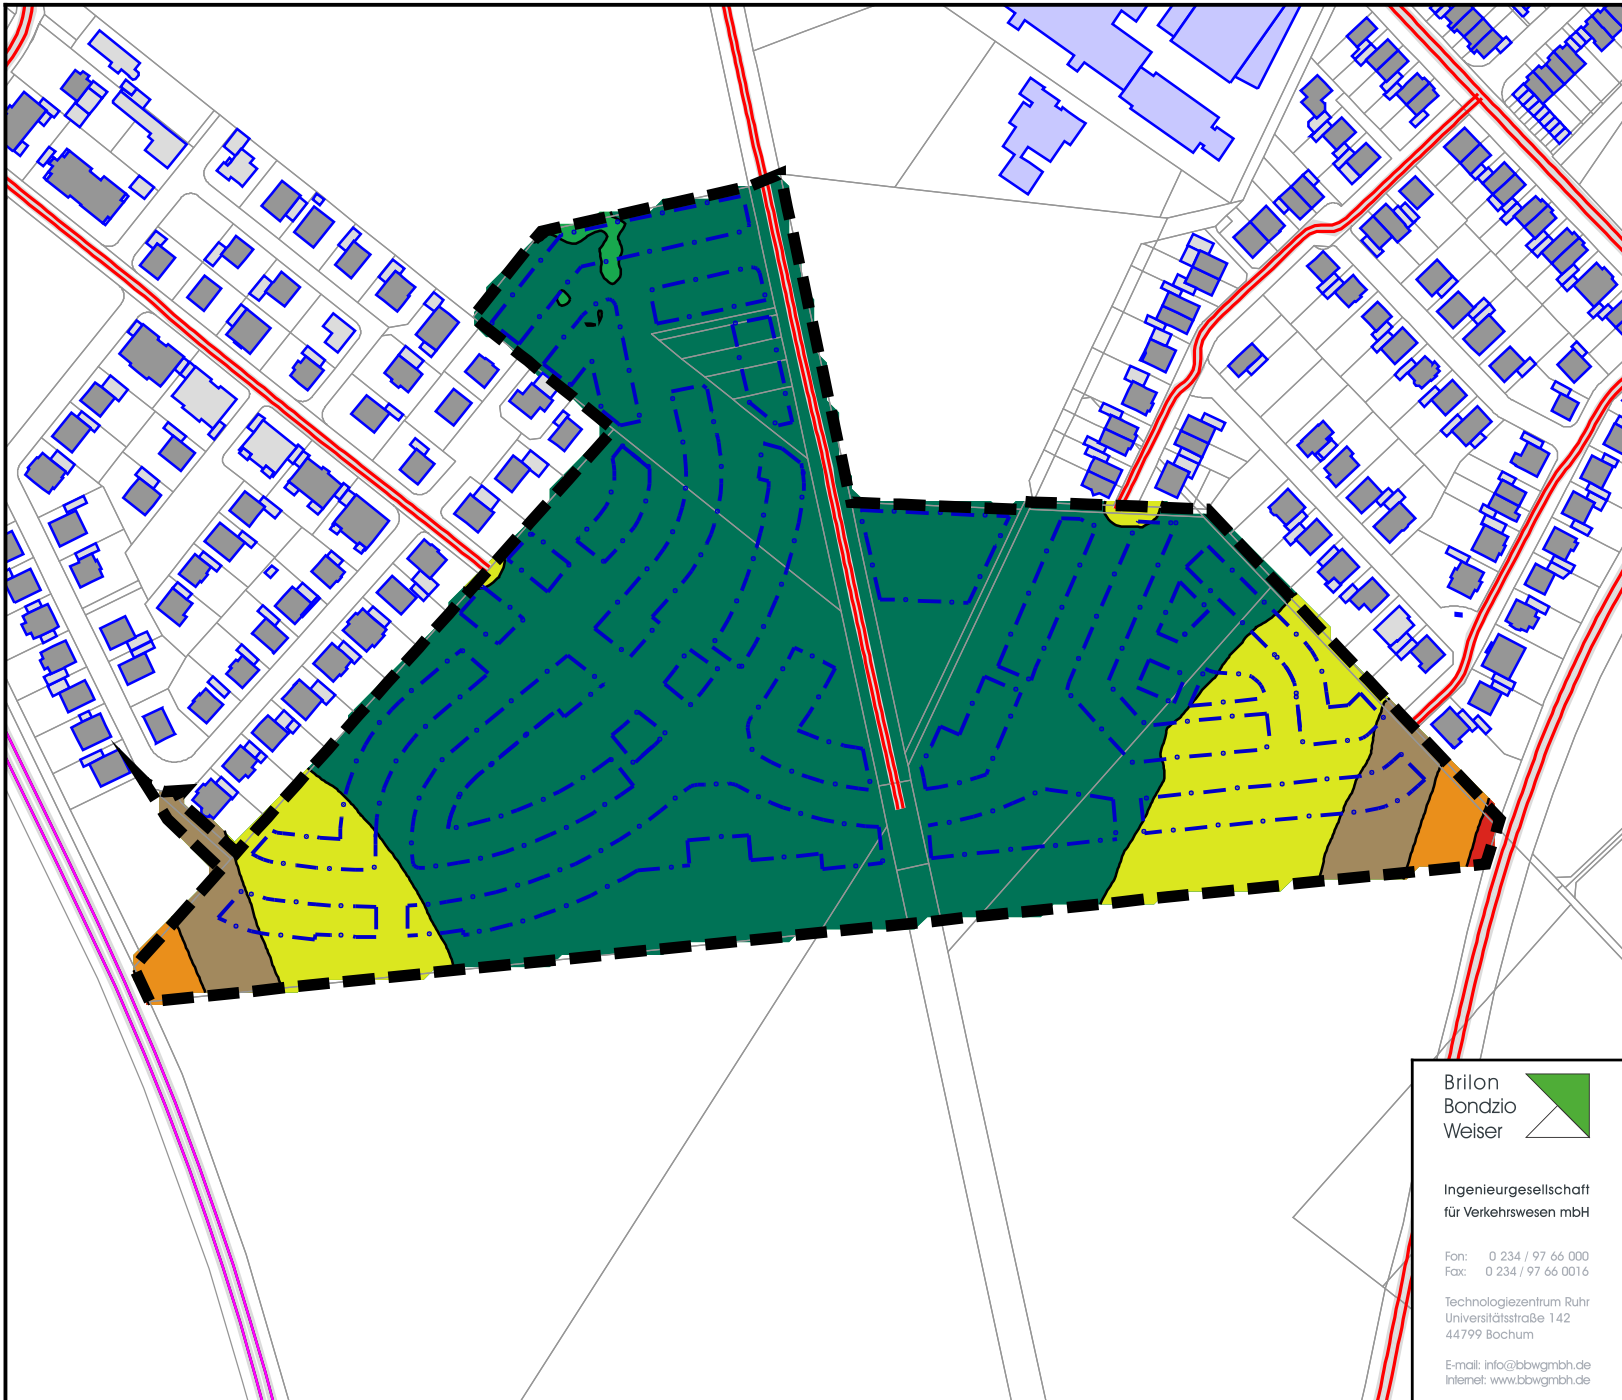 Brilon
Bondzio
Weiser
Ingenieurgesellschaft
für Verkehrswesen mbH
Fon: 0 234 / 97 66 000
Fax: 0 234 / 97 66 0016
Technologiezentrum Ruhr
Universitätsstraße 142
44799 Bochum
E-mail: info@bbwgmbh.de
Internet: www.bbwgmbh.de